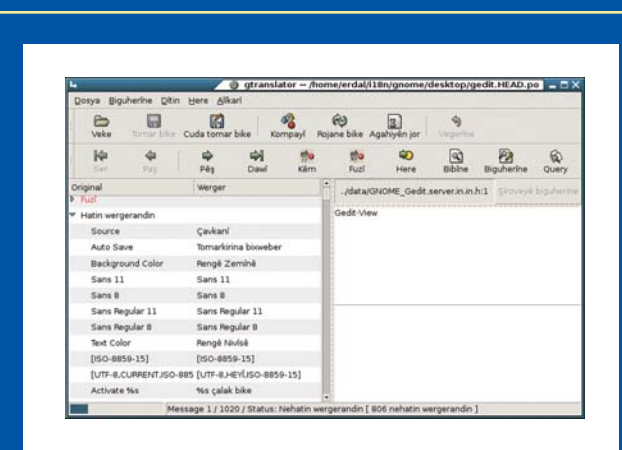 gtranslator -- /home/erdal/i18n/gnome/desktop/gedit.HEAD.po
Dosya Biguherîne Dîtin Here Alîkarî
Veke Tomar bike Cuda tomar bike Kompayl Rojane bike Agahiyên jor Vegerîne
Ser Paş Pêş Dawî Kêm Fuzî Here Bibîne Biguherîne Query
Original Werger
Fuzî
Hatin wergerandin
Source Çavkanî
Auto Save Tomarkirina bixweber
Background Color Rengê Zemînê
Sans 11 Sans 11
Sans 8 Sans 8
Sans Regular 11 Sans Regular 11
Sans Regular 8 Sans Regular 8
Text Color Rengê Nivîsê
[ISO-8859-15] [ISO-8859-15]
[UTF-8,CURRENT,ISO-885 [UTF-8,HEYÎ,ISO-8859-15]
Activate %s %s çalak bike
../data/GNOME_Gedit.server.in.in.h:1 Şîroveyê biguherîne
Gedit-View
Message 1 / 1020 / Status: Nehatin wergerandin [ 806 nehatin wergerandin ]